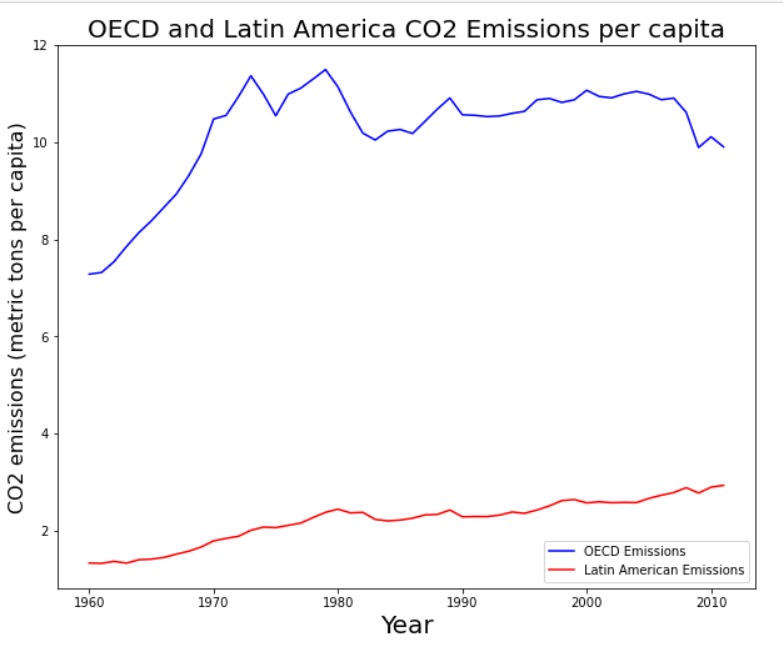 OECD and Latin America CO2 Emissions per capita
CO2 emissions (metric tons per capita)
12
10
8
6
4
2
OECD Emissions
Latin American Emissions
1960 1970 1980 1990 2000 2010
Year